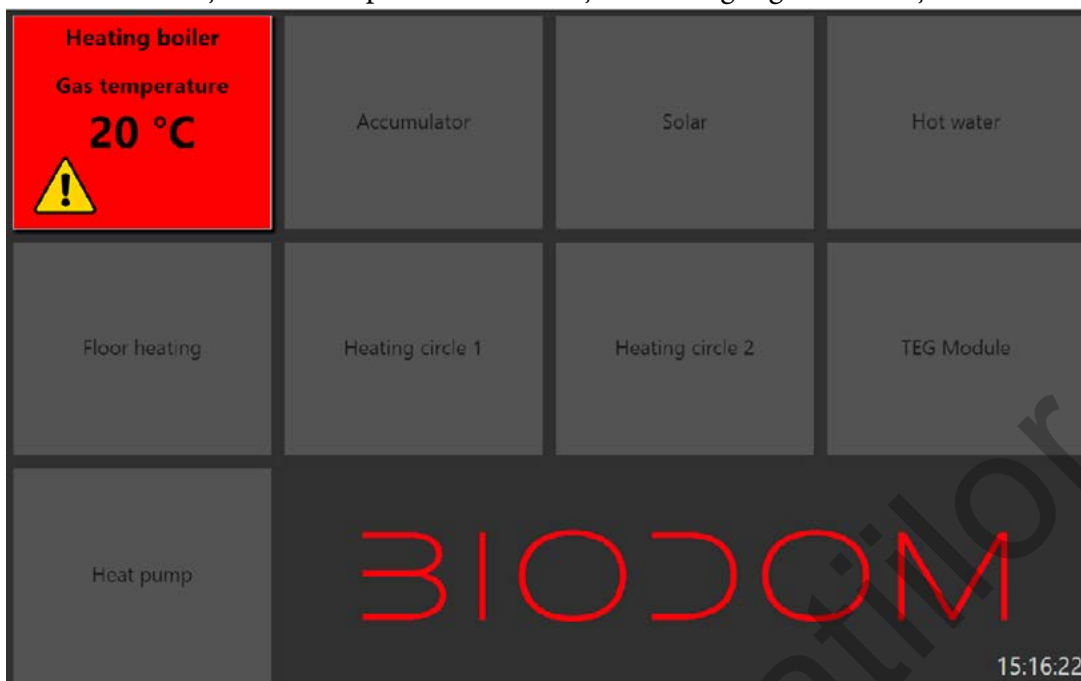 Heating boiler
Gas temperature
20 °C
Accumulator
Solar
Hot water
Floor heating
Heating circle 1
Heating circle 2
TEG Module
Heat pump
BIODOM
15:16:22